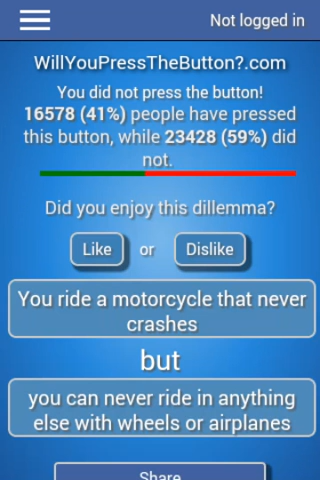 Not logged in
WillYouPressTheButton?.com
You did not press the button!
16578 (41%) people have pressed
this button, while 23428 (59%) did
not.
Did you enjoy this dillemma?
Like or Dislike
You ride a motorcycle that never
crashes
but
you can never ride in anything
else with wheels or airplanes
Share